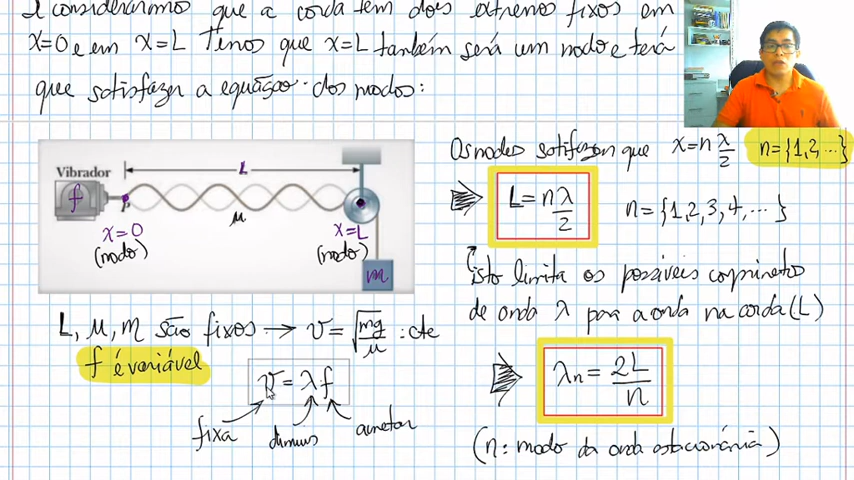 E considerarmos que a corda tem dois extremos fixos em
x=0 e em x=L Temos que x=L também será um nodo e terá
que satisfazer a equação dos modos:
Vibrador
f
L
P
μ
x=0
(nodo)
x=L
(nodo)
m
L, μ, m são fixos → v = √(mg/μ) : cte
f é variável
v = λ f
fixa
aumentar
Os nodos satisfazem que x = n λ/2 n={1,2,...}
L = n λ/2 n={1,2,3,4,...}
isto limita os possíveis comprimentos
de onda λ para a onda na corda (L)
λn = 2L/n
(n: modo da onda estacionária)